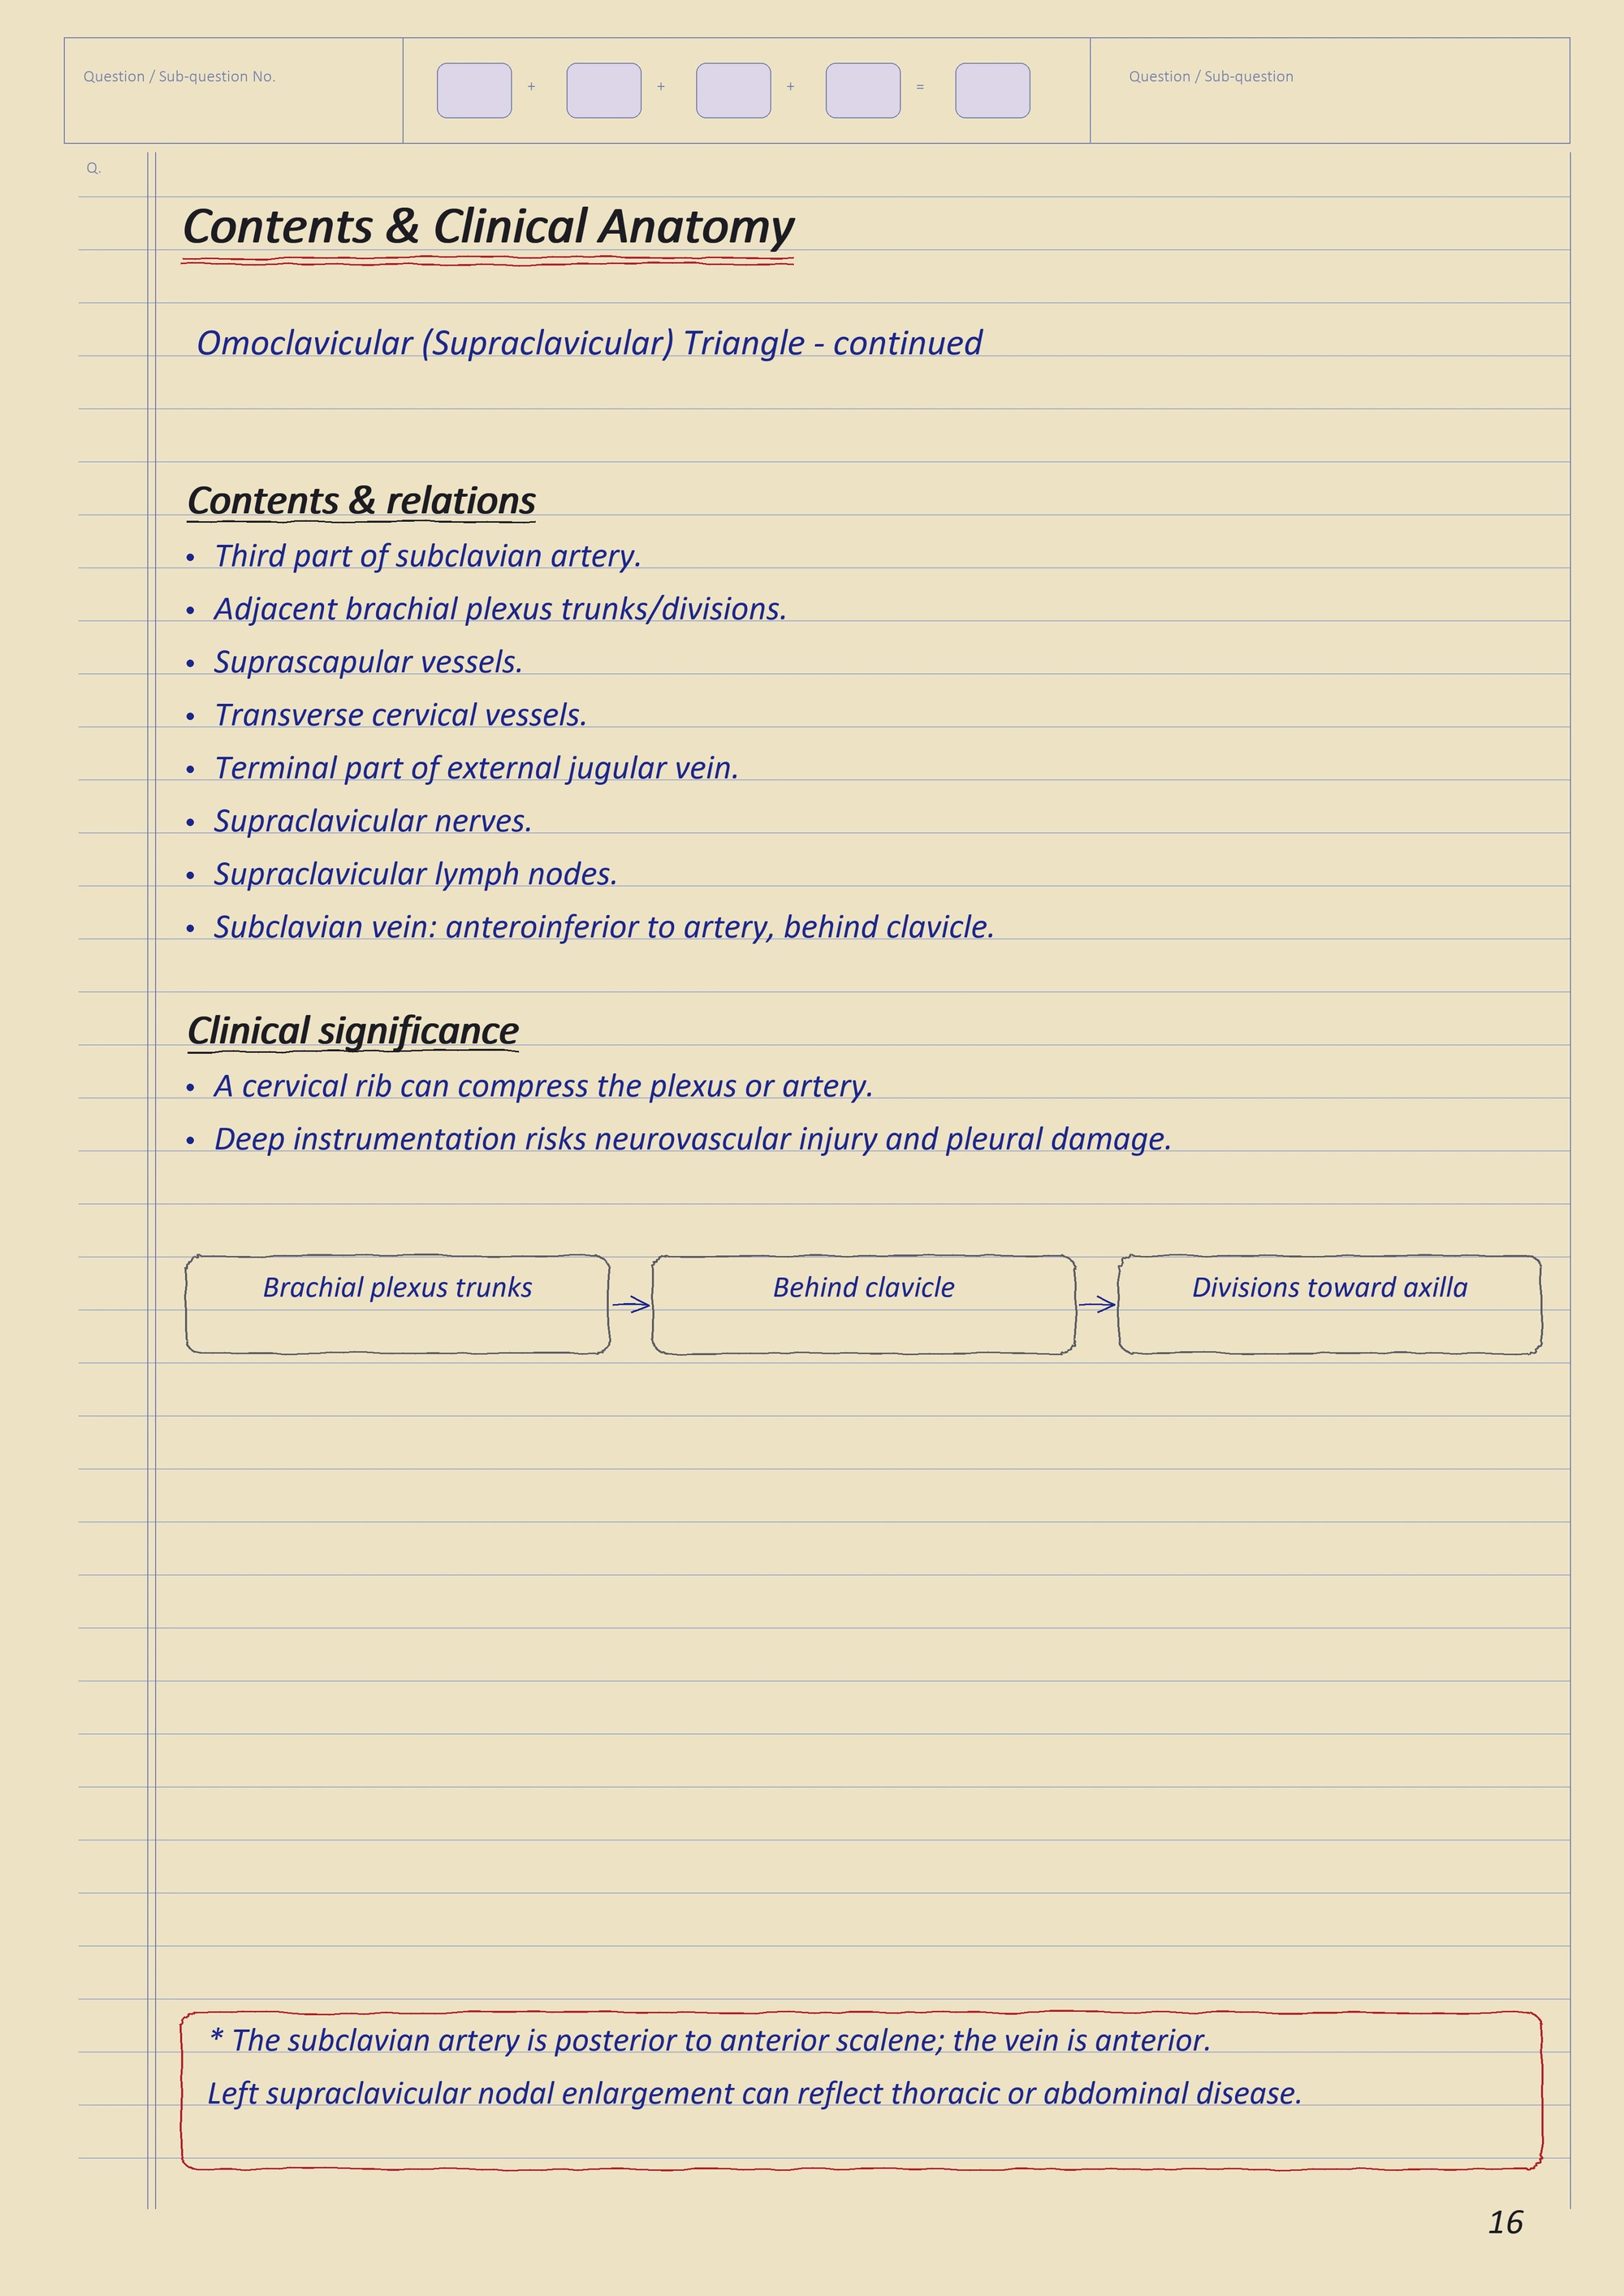 Question / Sub-question No.
+ + + =
Question / Sub-question
Q.
Contents & Clinical Anatomy
Omoclavicular (Supraclavicular) Triangle - continued
Contents & relations
• Third part of subclavian artery.
• Adjacent brachial plexus trunks/divisions.
• Suprascapular vessels.
• Transverse cervical vessels.
• Terminal part of external jugular vein.
• Supraclavicular nerves.
• Supraclavicular lymph nodes.
• Subclavian vein: anteroinferior to artery, behind clavicle.
Clinical significance
• A cervical rib can compress the plexus or artery.
• Deep instrumentation risks neurovascular injury and pleural damage.
Brachial plexus trunks
Behind clavicle
Divisions toward axilla
* The subclavian artery is posterior to anterior scalene; the vein is anterior.
Left supraclavicular nodal enlargement can reflect thoracic or abdominal disease.
16